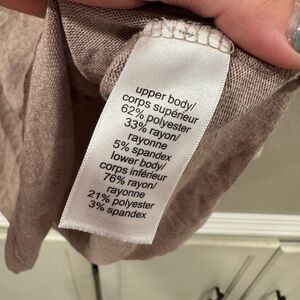 upper body/
corps supérieur
62% polyester
33% rayon/
rayonne
5% spandex
lower body/
corps inférieur
76% rayon/
rayonne
21% polyester
3% spandex